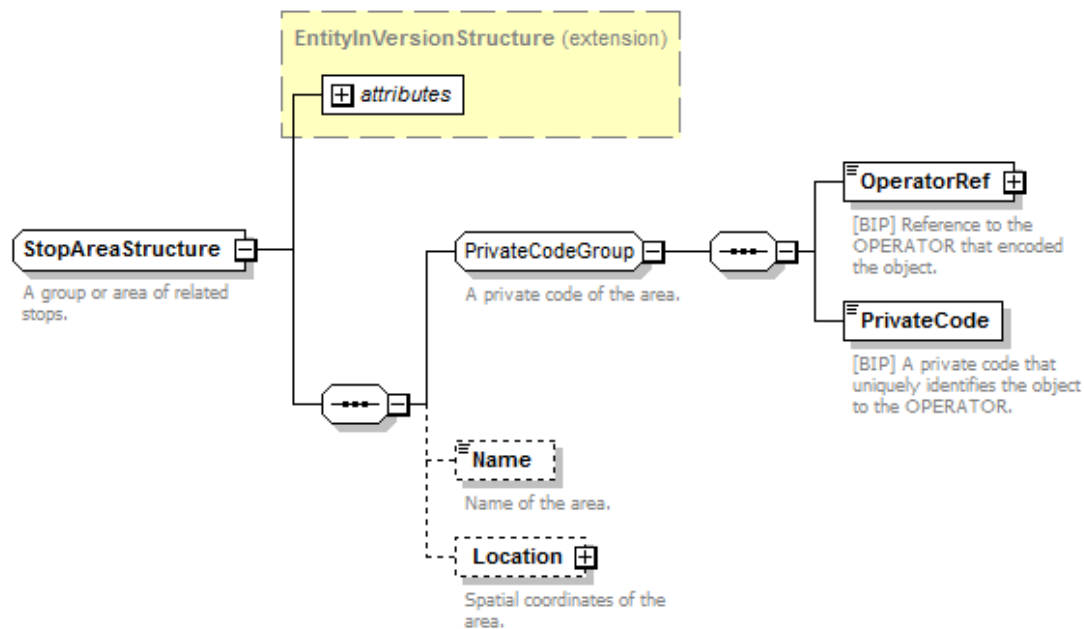 EntityInVersionStructure (extension)
attributes
StopAreaStructure
A group or area of related
stops.
PrivateCodeGroup
A private code of the area.
OperatorRef
[BIP] Reference to the
OPERATOR that encoded
the object.
PrivateCode
[BIP] A private code that
uniquely identifies the object
to the OPERATOR.
Name
Name of the area.
Location
Spatial coordinates of the
area.